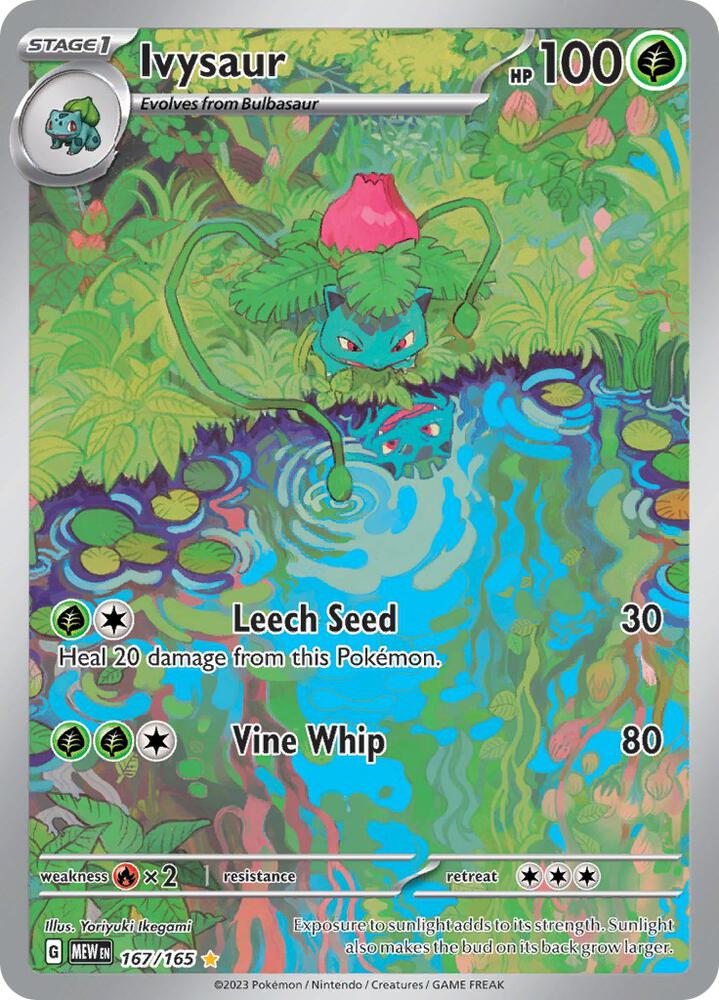 STAGE 1
Ivysaur
HP 100
Evolves from Bulbasaur
Leech Seed 30
Heal 20 damage from this Pokémon.
Vine Whip 80
weakness ×2 resistance retreat
Illus. Yoriyuki Ikegami
Exposure to sunlight adds to its strength. Sunlight
also makes the bud on its back grow larger.
G MEW EN 167/165
©2023 Pokémon / Nintendo / Creatures / GAME FREAK